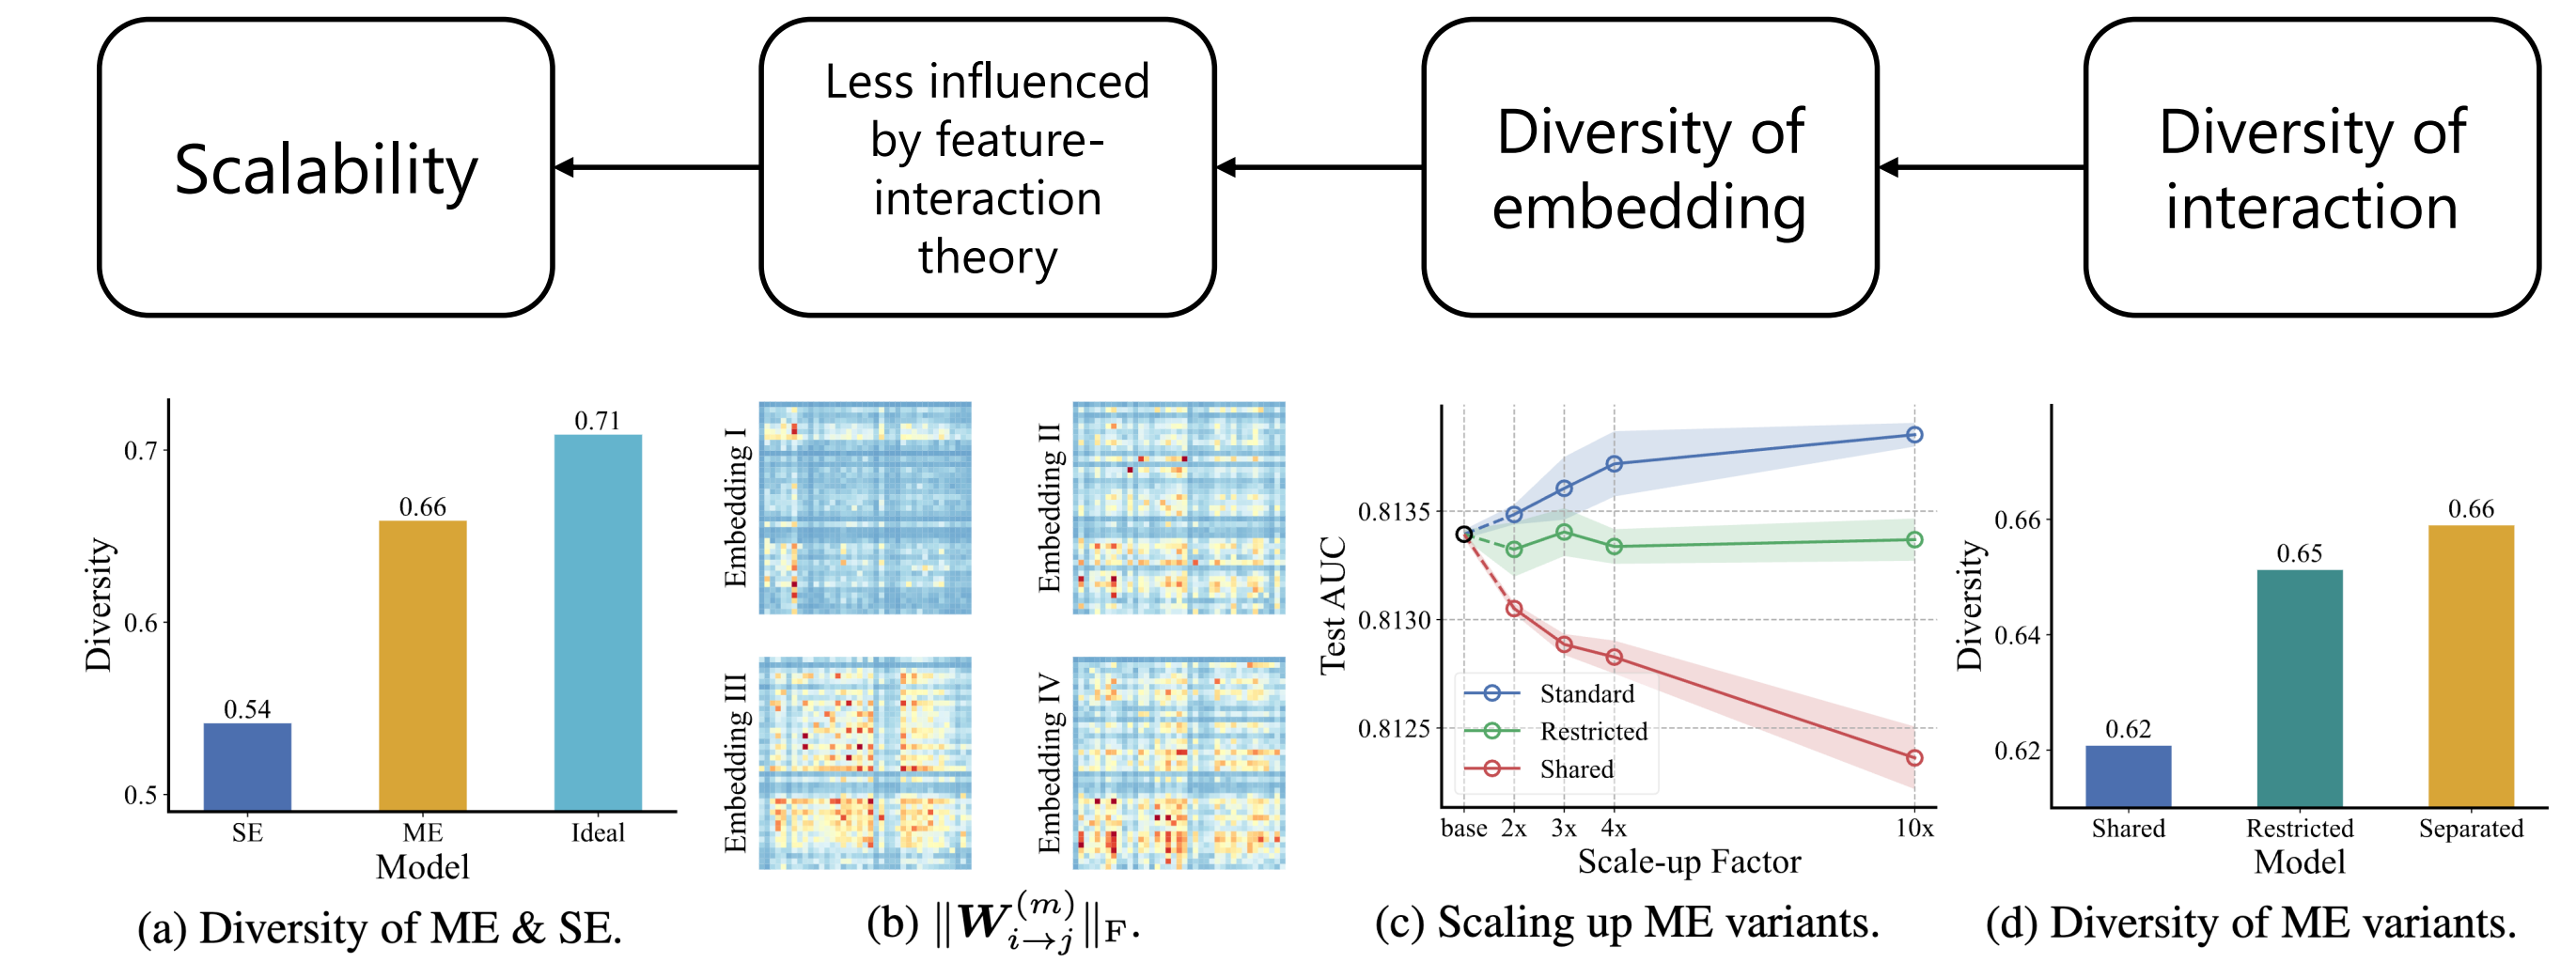 Scalability
Less influenced
by feature-
interaction
theory
Diversity of
embedding
Diversity of
interaction
Diversity
0.7
0.6
0.5
0.54
0.66
0.71
SE
ME
Ideal
Model
(a) Diversity of ME & SE.
Embedding I
Embedding II
Embedding III
Embedding IV
(b) ‖W_{i→j}^{(m)}‖_F.
Test AUC
0.8135
0.8130
0.8125
Standard
Restricted
Shared
base
2x
3x
4x
10x
Scale-up Factor
(c) Scaling up ME variants.
Diversity
0.66
0.64
0.62
0.62
0.65
0.66
Shared
Restricted
Separated
Model
(d) Diversity of ME variants.